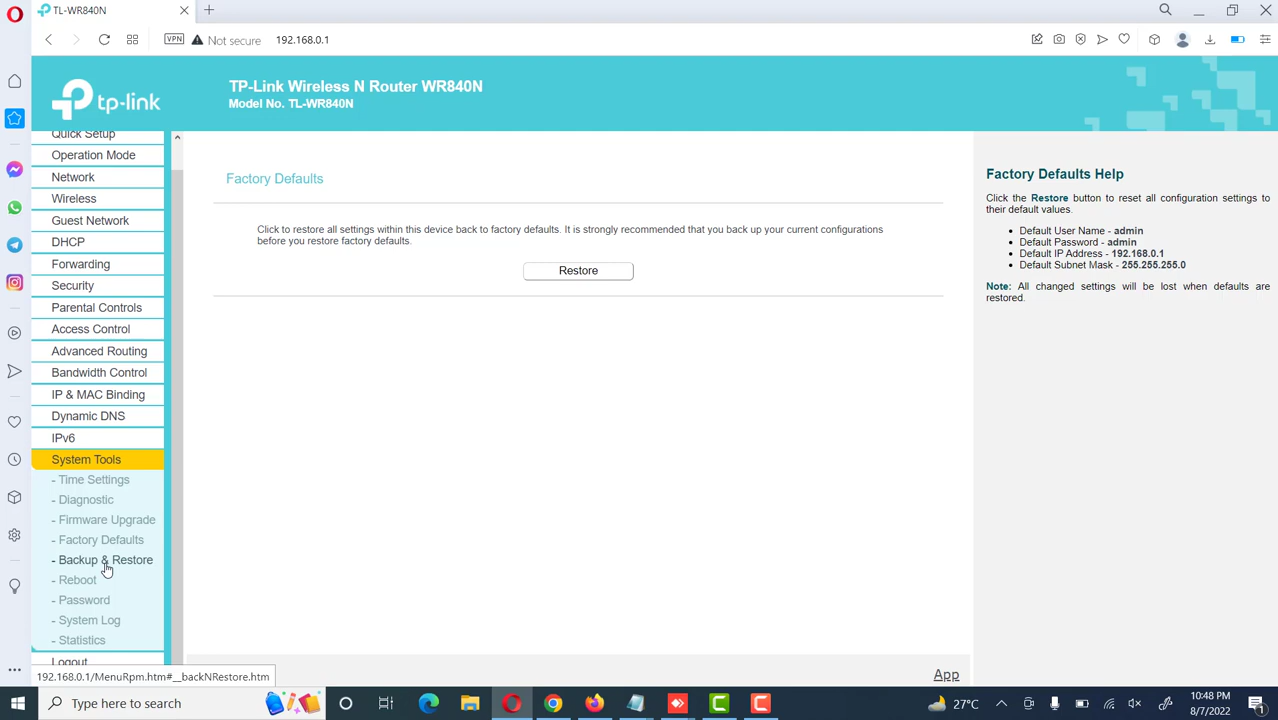 TL-WR840N
VPN
Not secure
192.168.0.1
tp-link
TP-Link Wireless N Router WR840N
Model No. TL-WR840N
Quick Setup
Operation Mode
Network
Wireless
Guest Network
DHCP
Forwarding
Security
Parental Controls
Access Control
Advanced Routing
Bandwidth Control
IP & MAC Binding
Dynamic DNS
IPv6
System Tools
- Time Settings
- Diagnostic
- Firmware Upgrade
- Factory Defaults
- Backup & Restore
- Reboot
- Password
- System Log
- Statistics
Logout
Factory Defaults
Click to restore all settings within this device back to factory defaults. It is strongly recommended that you back up your current configurations
before you restore factory defaults.
Restore
Factory Defaults Help
Click the Restore button to reset all configuration settings to
their default values.
Default User Name - admin
Default Password - admin
Default IP Address - 192.168.0.1
Default Subnet Mask - 255.255.255.0
Note: All changed settings will be lost when defaults are
restored.
App
192.168.0.1/MenuRpm.htm#__backNRestore.htm
Type here to search
27°C
10:48 PM
8/7/2022
1